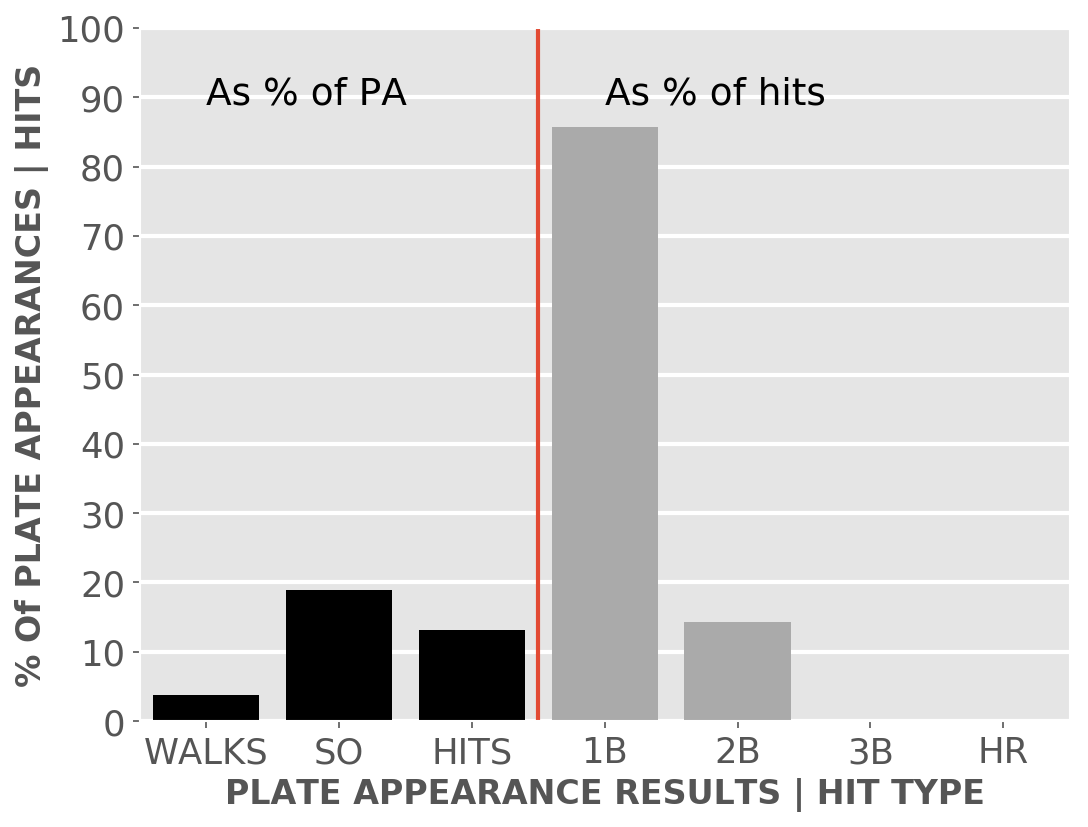 % Of PLATE APPEARANCES | HITS
100
90
80
70
60
50
40
30
20
10
0
As % of PA
As % of hits
WALKS SO HITS 1B 2B 3B HR
PLATE APPEARANCE RESULTS | HIT TYPE